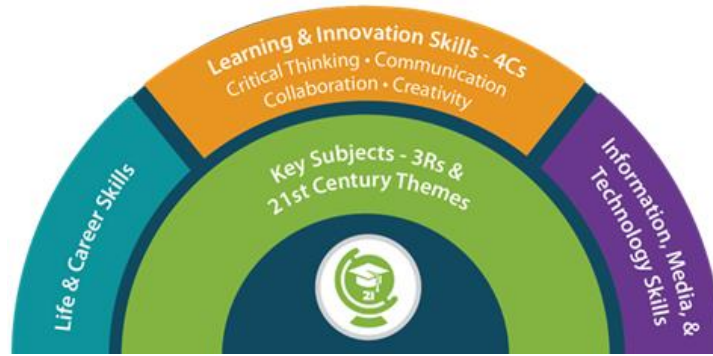 Learning & Innovation Skills - 4Cs
Critical Thinking • Communication
Collaboration • Creativity
Life & Career Skills
Key Subjects - 3Rs &
21st Century Themes
Information, Media, &
Technology Skills
21